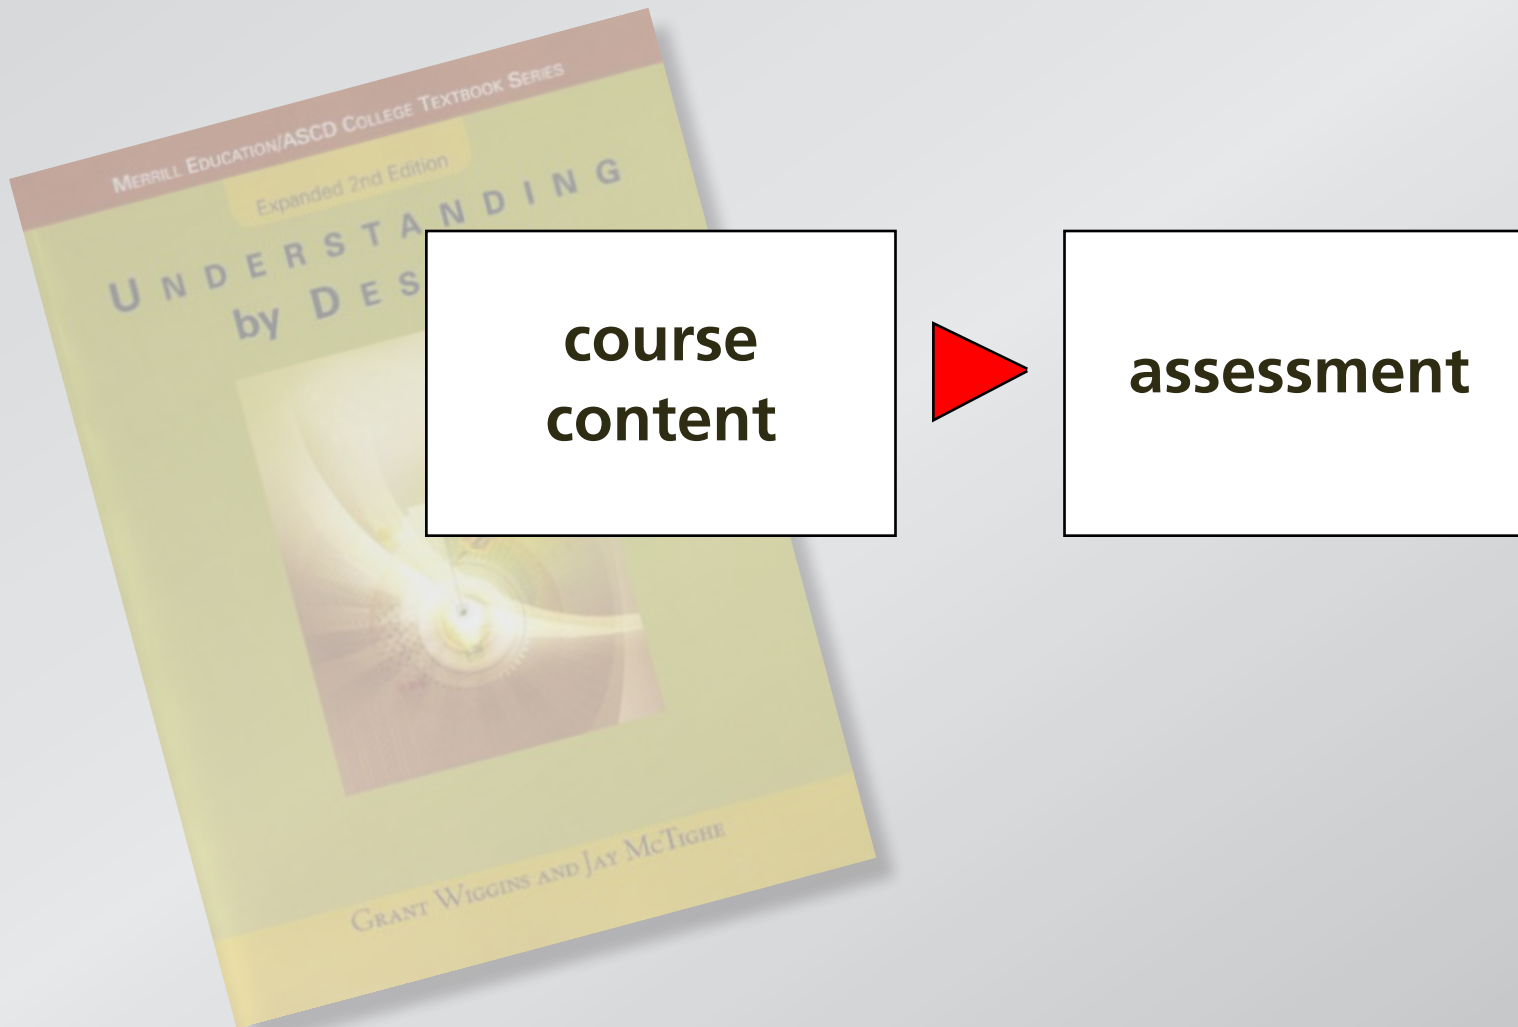 MERRILL EDUCATION/ASCD COLLEGE TEXTBOOK SERIES
Expanded 2nd Edition
UNDERSTANDING
by DES
course
content
assessment
GRANT WIGGINS AND JAY MCTIGHE